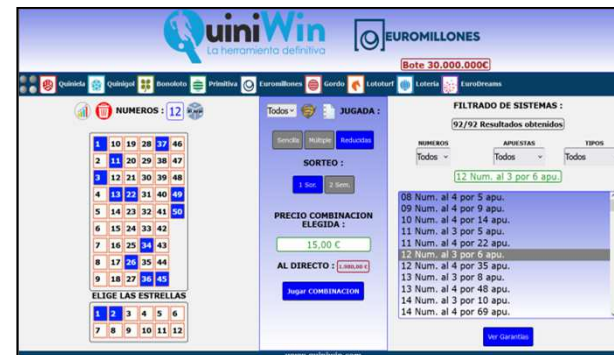 QuiniWin
La herramienta definitiva
EUROMILLONES
Bote 30.000.000€
Quiniela Quinigol Bonoloto Primitiva Euromillones Gordo Lototurf Loteria EuroDreams
NUMEROS : 12
1 10 19 28 37 46
2 11 20 29 38 47
3 12 21 30 39 48
4 13 22 31 40 49
5 14 23 32 41 50
6 15 24 33 42
7 16 25 34 43
8 17 26 35 44
9 18 27 36 45
ELIGE LAS ESTRELLAS
1 2 3 4 5 6
7 8 9 10 11 12
Todos JUGADA :
Sencilla Múltiple Reducidas
SORTEO :
1 Sor. 2 Sem.
PRECIO COMBINACION
ELEGIDA :
15,00 €
AL DIRECTO : 1.980,00 €
Jugar COMBINACION
FILTRADO DE SISTEMAS :
92/92 Resultados obtenidos
NUMEROS APUESTAS TIPOS
Todos Todos Todos
12 Num. al 3 por 6 apu.
08 Num. al 4 por 5 apu.
09 Num. al 4 por 9 apu.
10 Num. al 4 por 14 apu.
11 Num. al 3 por 5 apu.
11 Num. al 4 por 22 apu.
12 Num. al 3 por 6 apu.
12 Num. al 4 por 35 apu.
13 Num. al 3 por 8 apu.
13 Num. al 4 por 48 apu.
14 Num. al 3 por 10 apu.
14 Num. al 4 por 69 apu.
Ver Garantias
www.quiniwin.com